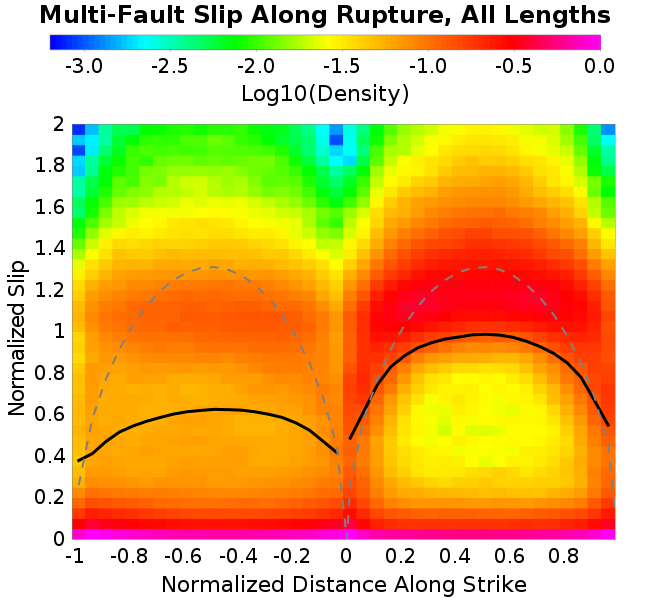 Multi-Fault Slip Along Rupture, All Lengths
-3.0 -2.5 -2.0 -1.5 -1.0 -0.5 0.0
Log10(Density)
2
1.8
1.6
1.4
1.2
1
0.8
0.6
0.4
0.2
0
Normalized Slip
-1 -0.8 -0.6 -0.4 -0.2 0 0.2 0.4 0.6 0.8
Normalized Distance Along Strike